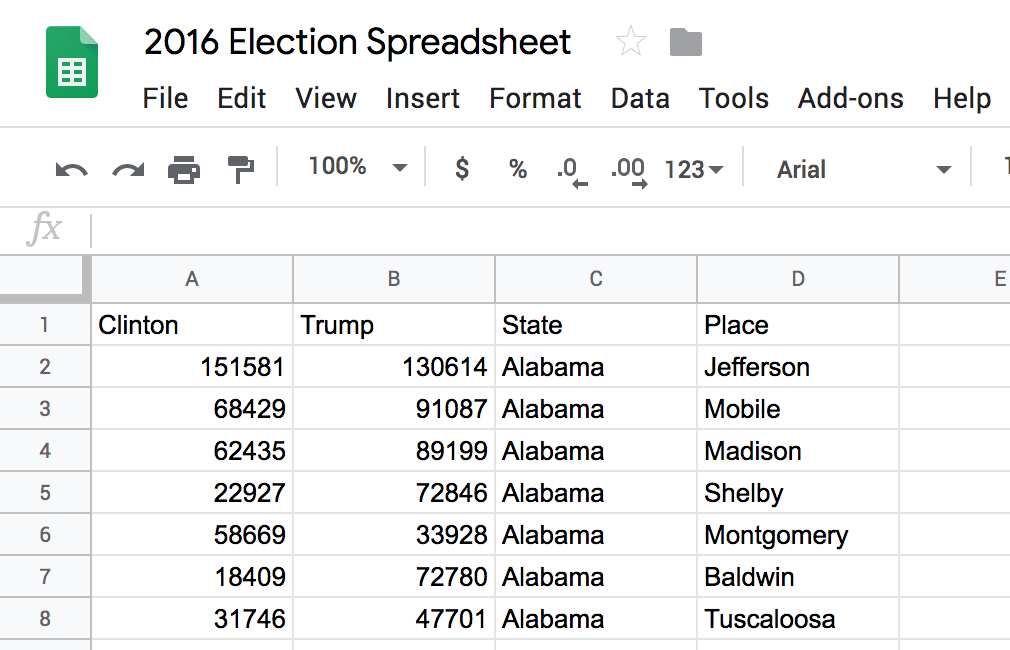 2016 Election Spreadsheet
File Edit View Insert Format Data Tools Add-ons Help
100% $ % .0 .00 123 Arial
fx
A B C D E
1 Clinton Trump State Place
2 151581 130614 Alabama Jefferson
3 68429 91087 Alabama Mobile
4 62435 89199 Alabama Madison
5 22927 72846 Alabama Shelby
6 58669 33928 Alabama Montgomery
7 18409 72780 Alabama Baldwin
8 31746 47701 Alabama Tuscaloosa